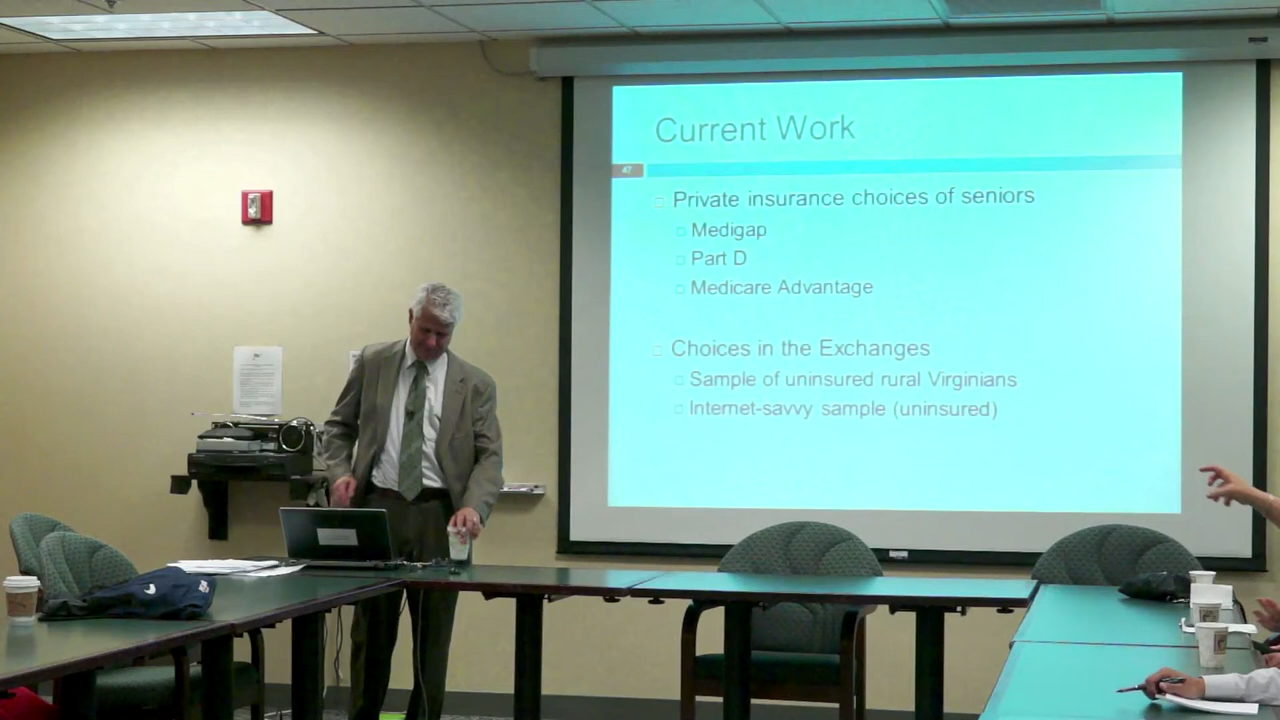 Current Work
47
Private insurance choices of seniors
Medigap
Part D
Medicare Advantage
Choices in the Exchanges
Sample of uninsured rural Virginians
Internet-savvy sample (uninsured)